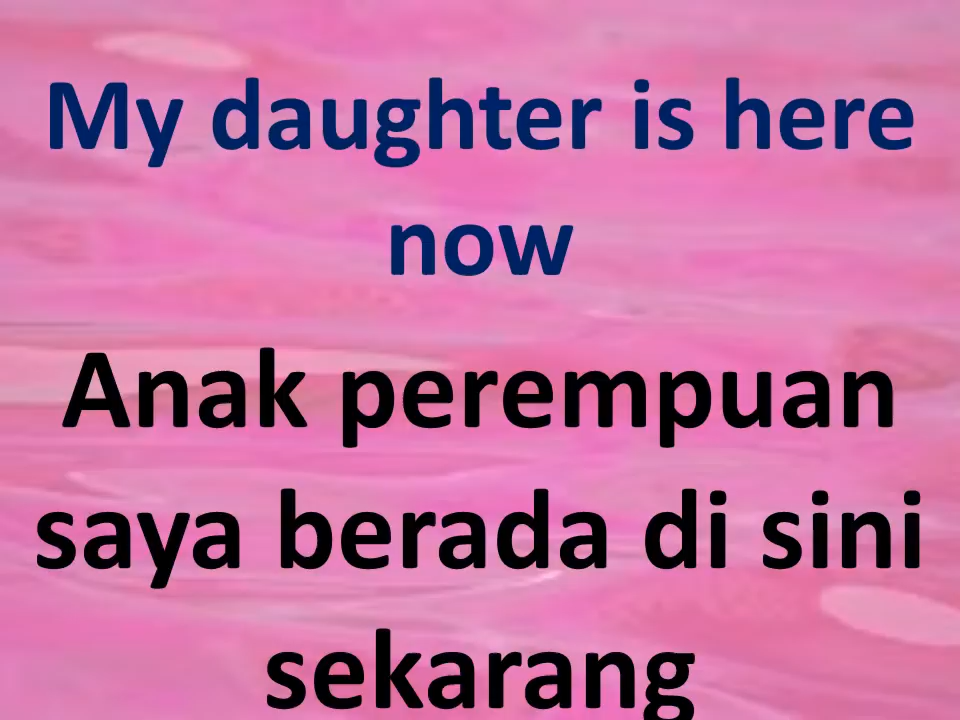 My daughter is here
now
Anak perempuan
saya berada di sini
sekarang